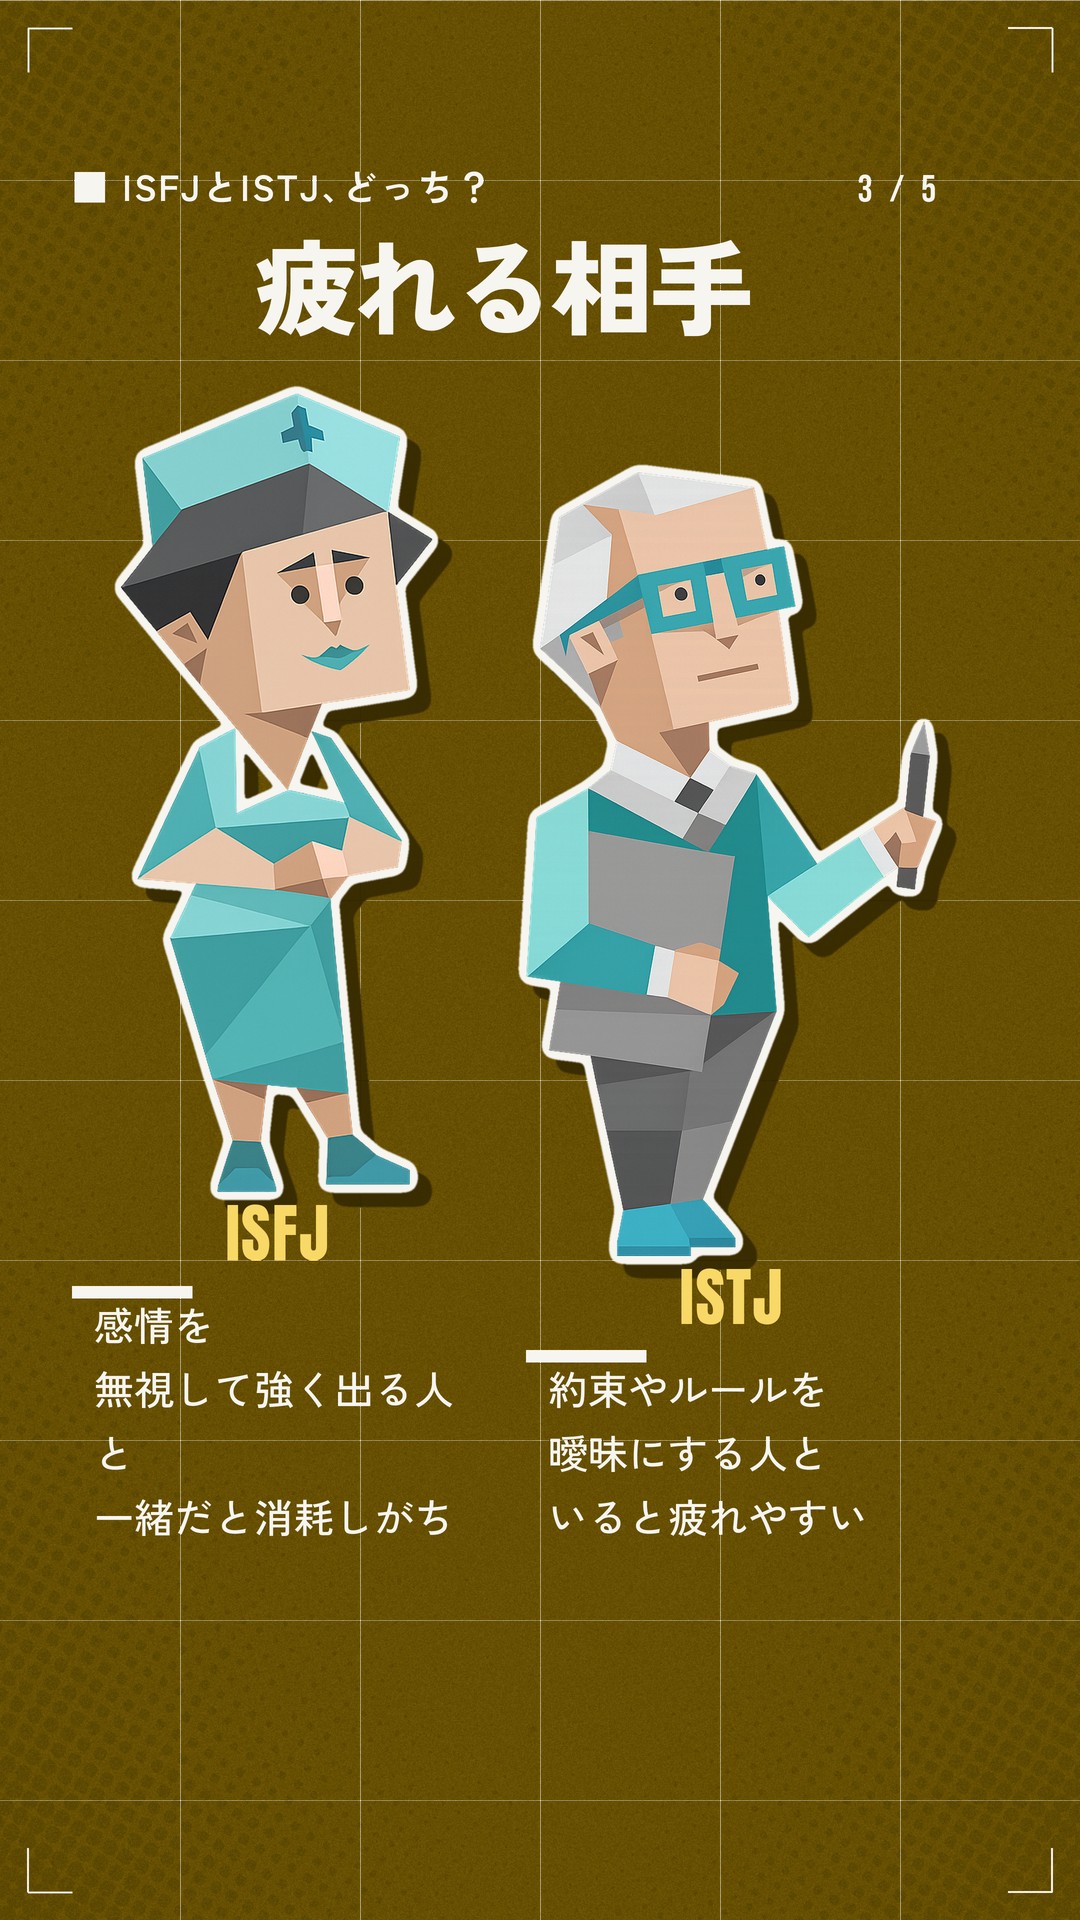 ISFJとISTJ、どっち？
3 / 5
疲れる相手
ISFJ
感情を
無視して強く出る人
と
一緒だと消耗しがち
ISTJ
約束やルールを
曖昧にする人と
いると疲れやすい